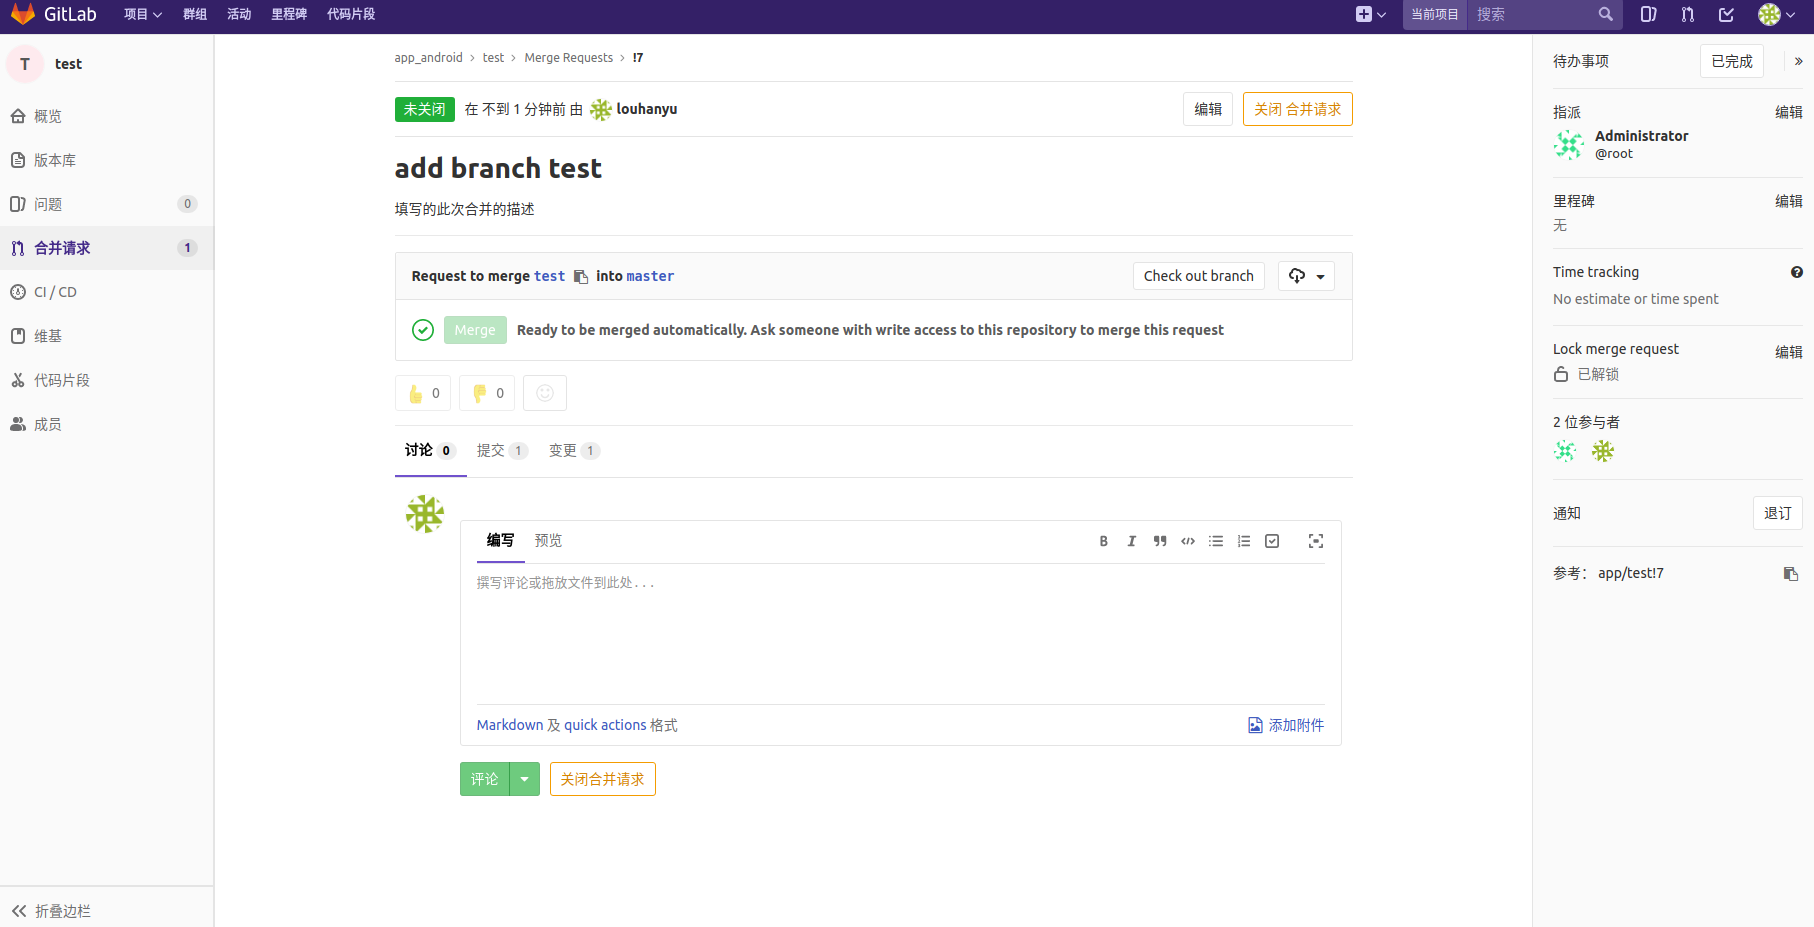 GitLab 项目 群组 活动 里程碑 代码片段 当前项目 搜索
T test
概览
版本库
问题 0
合并请求 1
CI / CD
维基
代码片段
成员
折叠边栏
app_android › test › Merge Requests › !7
未关闭 在 不到 1 分钟前 由 louhanyu 编辑 关闭 合并请求
add branch test
填写的此次合并的描述
Request to merge test into master Check out branch
Merge Ready to be merged automatically. Ask someone with write access to this repository to merge this request
0 0
讨论 0 提交 1 变更 1
编写 预览
撰写评论或拖放文件到此处...
Markdown 及 quick actions 格式 添加附件
评论 关闭合并请求
待办事项 已完成 »
指派 编辑
Administrator
@root
里程碑 编辑
无
Time tracking
No estimate or time spent
Lock merge request 编辑
已解锁
2 位参与者
通知 退订
参考： app/test!7